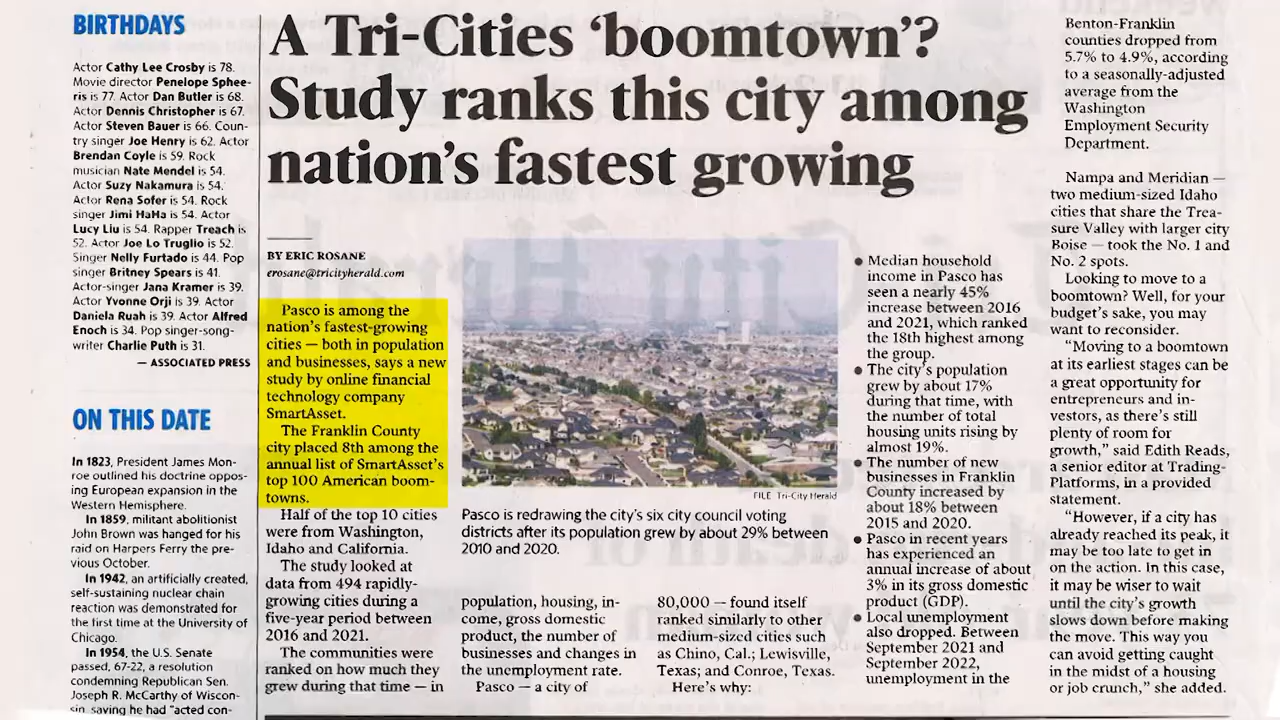 BIRTHDAYS
Actor Cathy Lee Crosby is 78.
Movie director Penelope Sphee-
ris is 77. Actor Dan Butler is 68.
Actor Dennis Christopher is 67.
Actor Steven Bauer is 66. Coun-
try singer Joe Henry is 62. Actor
Brendan Coyle is 59. Rock
musician Nate Mendel is 54.
Actor Suzy Nakamura is 54.
Actor Rena Sofer is 54. Rock
singer Jimi HaHa is 54. Actor
Lucy Liu is 54. Rapper Treach is
52. Actor Joe Lo Truglio is 52.
Singer Nelly Furtado is 44. Pop
singer Britney Spears is 41.
Actor-singer Jana Kramer is 39.
Actor Yvonne Orji is 39. Actor
Daniela Ruah is 39. Actor Alfred
Enoch is 34. Pop singer-song-
writer Charlie Puth is 31.
— ASSOCIATED PRESS
ON THIS DATE
In 1823, President James Mon-
roe outlined his doctrine oppos-
ing European expansion in the
Western Hemisphere.
In 1859, militant abolitionist
John Brown was hanged for his
raid on Harpers Ferry the pre-
vious October.
In 1942, an artificially created,
self-sustaining nuclear chain
reaction was demonstrated for
the first time at the University of
Chicago.
In 1954, the U.S. Senate
passed, 67-22, a resolution
condemning Republican Sen.
Joseph R. McCarthy of Wiscon-
sin, saying he had "acted con-
A Tri-Cities ‘boomtown’?
Study ranks this city among
nation’s fastest growing
BY ERIC ROSANE
erosane@tricityherald.com
Pasco is among the
nation’s fastest-growing
cities — both in population
and businesses, says a new
study by online financial
technology company
SmartAsset.
The Franklin County
city placed 8th among the
annual list of SmartAsset’s
top 100 American boom-
towns.
Half of the top 10 cities
were from Washington,
Idaho and California.
The study looked at
data from 494 rapidly-
growing cities during a
five-year period between
2016 and 2021.
The communities were
ranked on how much they
grew during that time — in
FILE Tri-City Herald
Pasco is redrawing the city’s six city council voting
districts after its population grew by about 29% between
2010 and 2020.
population, housing, in-
come, gross domestic
product, the number of
businesses and changes in
the unemployment rate.
Pasco — a city of
80,000 — found itself
ranked similarly to other
medium-sized cities such
as Chino, Cal.; Lewisville,
Texas; and Conroe, Texas.
Here’s why:
● Median household
income in Pasco has
seen a nearly 45%
increase between 2016
and 2021, which ranked
the 18th highest among
the group.
● The city’s population
grew by about 17%
during that time, with
the number of total
housing units rising by
almost 19%.
● The number of new
businesses in Franklin
County increased by
about 18% between
2015 and 2020.
● Pasco in recent years
has experienced an
annual increase of about
3% in its gross domestic
product (GDP).
● Local unemployment
also dropped. Between
September 2021 and
September 2022,
unemployment in the
Benton-Franklin
counties dropped from
5.7% to 4.9%, according
to a seasonally-adjusted
average from the
Washington
Employment Security
Department.
Nampa and Meridian —
two medium-sized Idaho
cities that share the Trea-
sure Valley with larger city
Boise — took the No. 1 and
No. 2 spots.
Looking to move to a
boomtown? Well, for your
budget’s sake, you may
want to reconsider.
“Moving to a boomtown
at its earliest stages can be
a great opportunity for
entrepreneurs and in-
vestors, as there’s still
plenty of room for
growth,” said Edith Reads,
a senior editor at Trading-
Platforms, in a provided
statement.
“However, if a city has
already reached its peak, it
may be too late to get in
on the action. In this case,
it may be wiser to wait
until the city’s growth
slows down before making
the move. This way you
can avoid getting caught
in the midst of a housing
or job crunch,” she added.